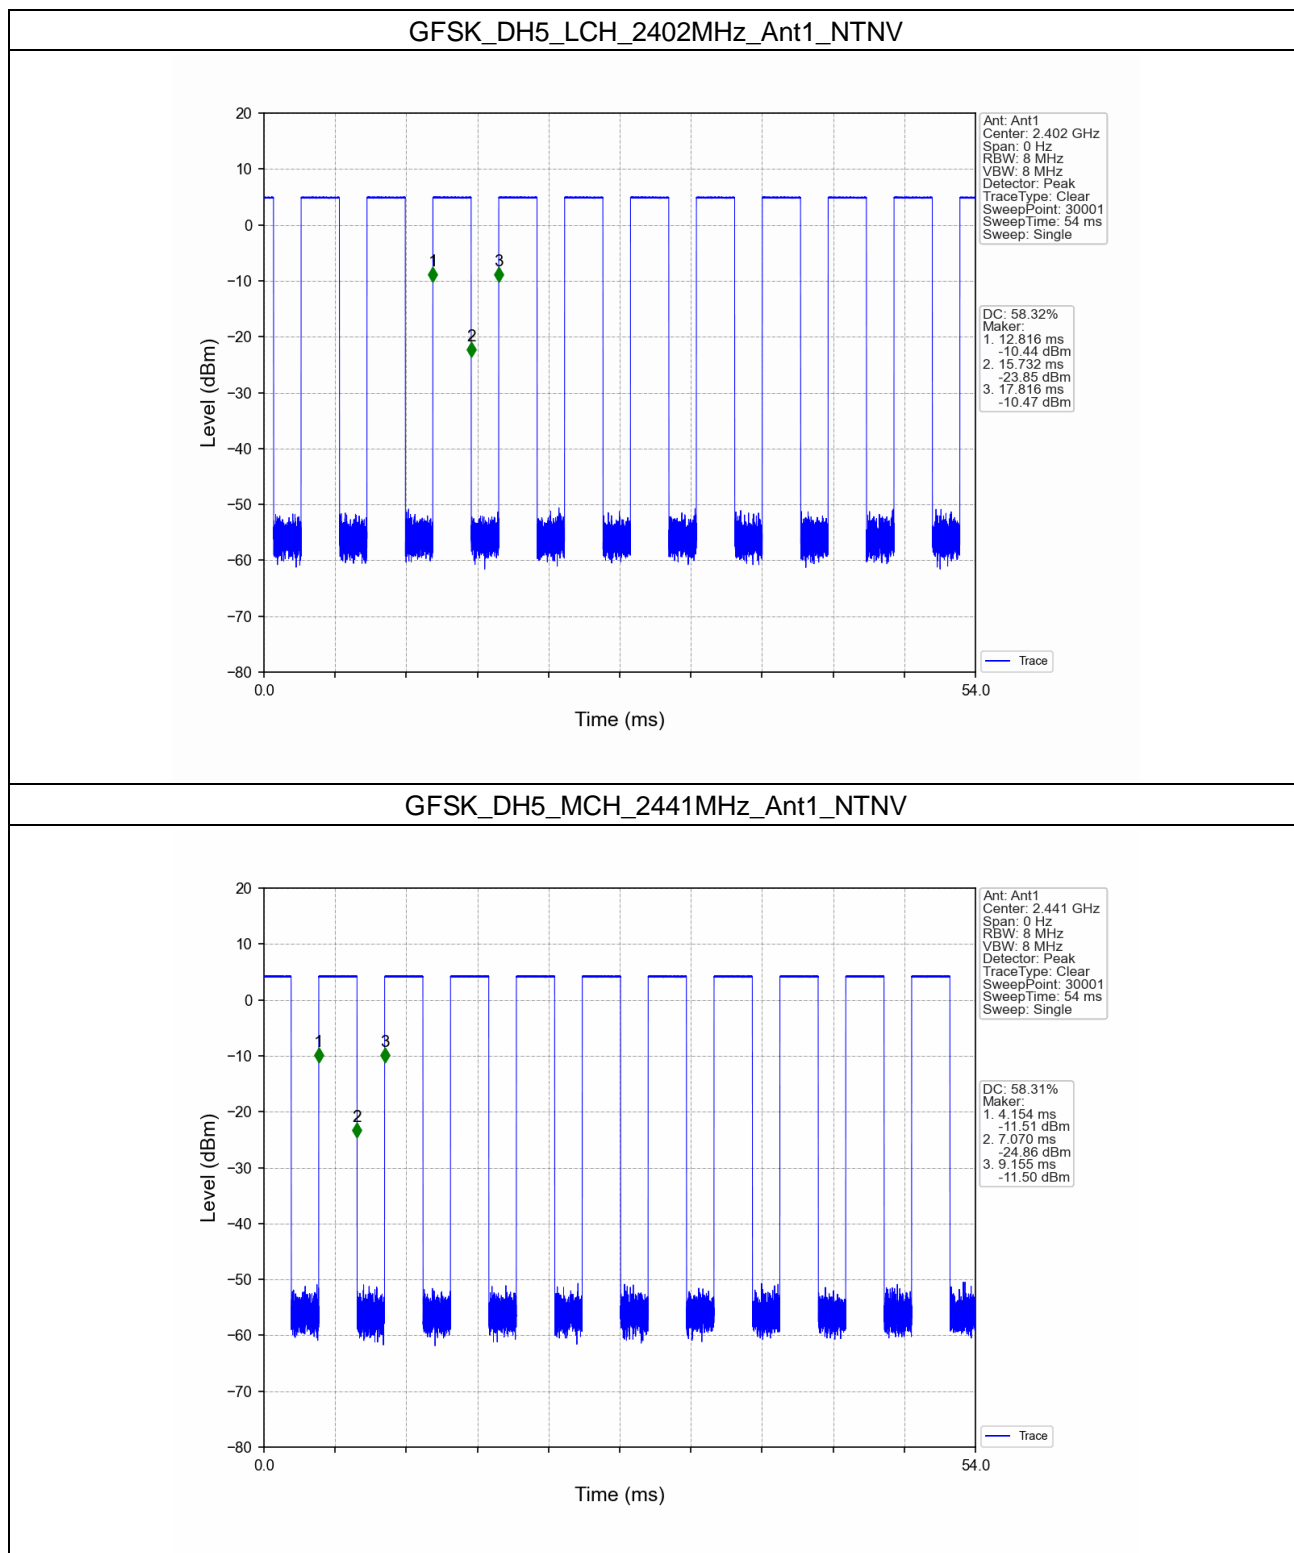 GFSK_DH5_LCH_2402MHz_Ant1_NTNV
20
10
0
−10
−20
−30
−40
−50
−60
−70
−80
Level (dBm)
1
2
3
0.0
54.0
Time (ms)
Ant: Ant1
Center: 2.402 GHz
Span: 0 Hz
RBW: 8 MHz
VBW: 8 MHz
Detector: Peak
TraceType: Clear
SweepPoint: 30001
SweepTime: 54 ms
Sweep: Single
DC: 58.32%
Maker:
1. 12.816 ms
-10.44 dBm
2. 15.732 ms
-23.85 dBm
3. 17.816 ms
-10.47 dBm
Trace
GFSK_DH5_MCH_2441MHz_Ant1_NTNV
20
10
0
−10
−20
−30
−40
−50
−60
−70
−80
Level (dBm)
1
2
3
0.0
54.0
Time (ms)
Ant: Ant1
Center: 2.441 GHz
Span: 0 Hz
RBW: 8 MHz
VBW: 8 MHz
Detector: Peak
TraceType: Clear
SweepPoint: 30001
SweepTime: 54 ms
Sweep: Single
DC: 58.31%
Maker:
1. 4.154 ms
-11.51 dBm
2. 7.070 ms
-24.86 dBm
3. 9.155 ms
-11.50 dBm
Trace